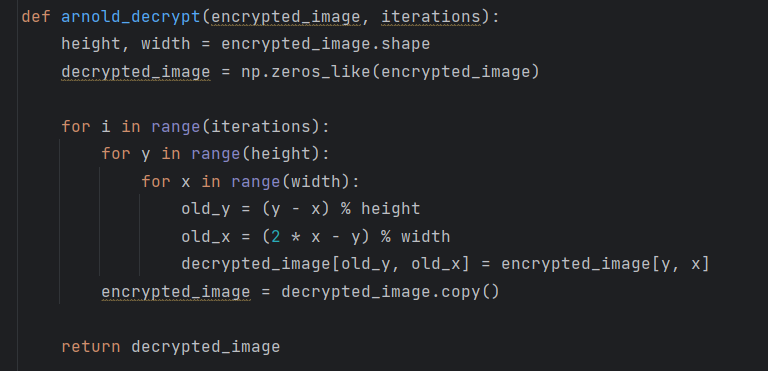 def arnold_decrypt(encrypted_image, iterations):
    height, width = encrypted_image.shape
    decrypted_image = np.zeros_like(encrypted_image)

    for i in range(iterations):
        for y in range(height):
            for x in range(width):
                old_y = (y - x) % height
                old_x = (2 * x - y) % width
                decrypted_image[old_y, old_x] = encrypted_image[y, x]
        encrypted_image = decrypted_image.copy()

    return decrypted_image